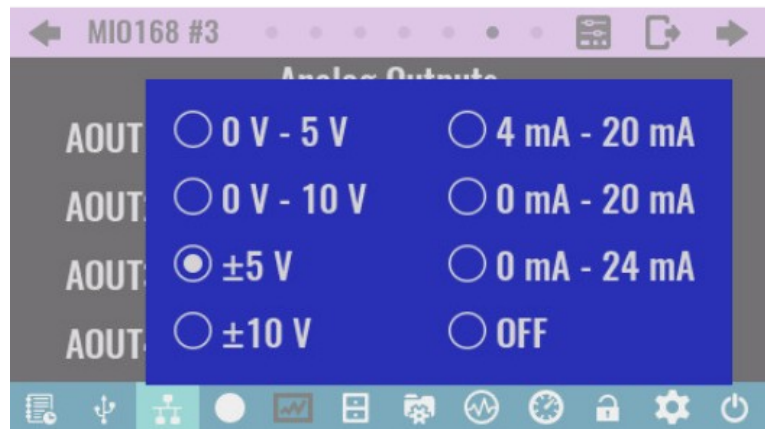 MIO168 #3
AOUT
0 V - 5 V
4 mA - 20 mA
AOUT
0 V - 10 V
0 mA - 20 mA
AOUT
±5 V
0 mA - 24 mA
AOUT
±10 V
OFF